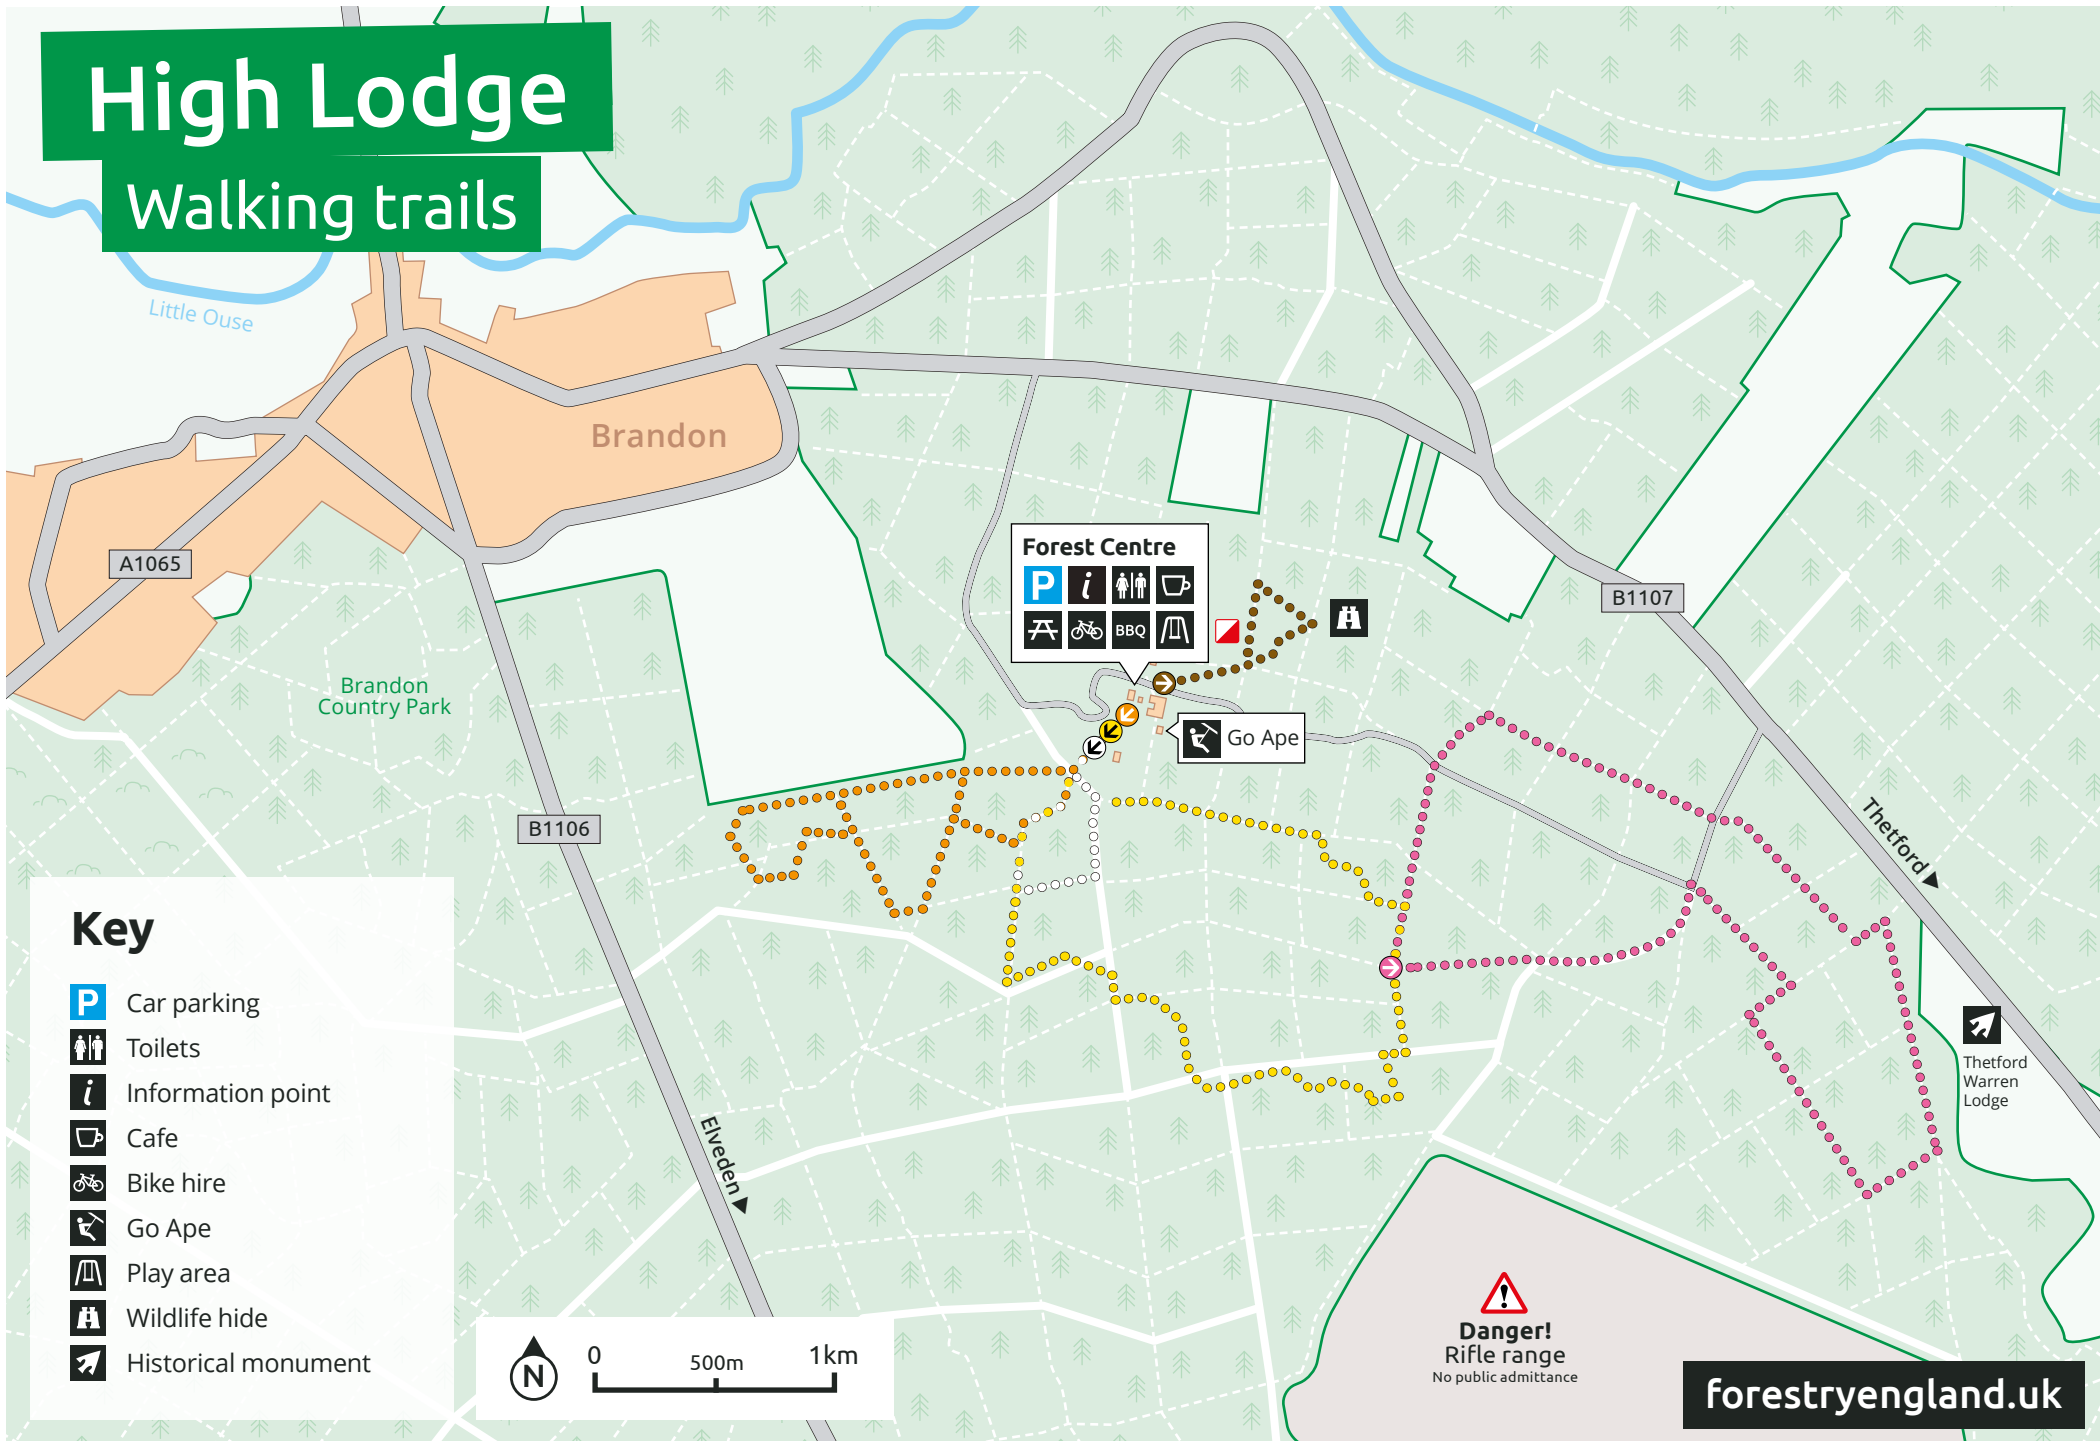 High Lodge
Walking trails
Little Ouse
Brandon
A1065
Forest Centre
P
i
BBQ
B1107
Brandon
Country Park
Go Ape
B1106
Thetford
Key
P Car parking
Toilets
i Information point
Cafe
Bike hire
Go Ape
Play area
Wildlife hide
Historical monument
Thetford
Warren
Lodge
Elveden
N
0 500m 1km
Danger!
Rifle range
No public admittance
forestryengland.uk